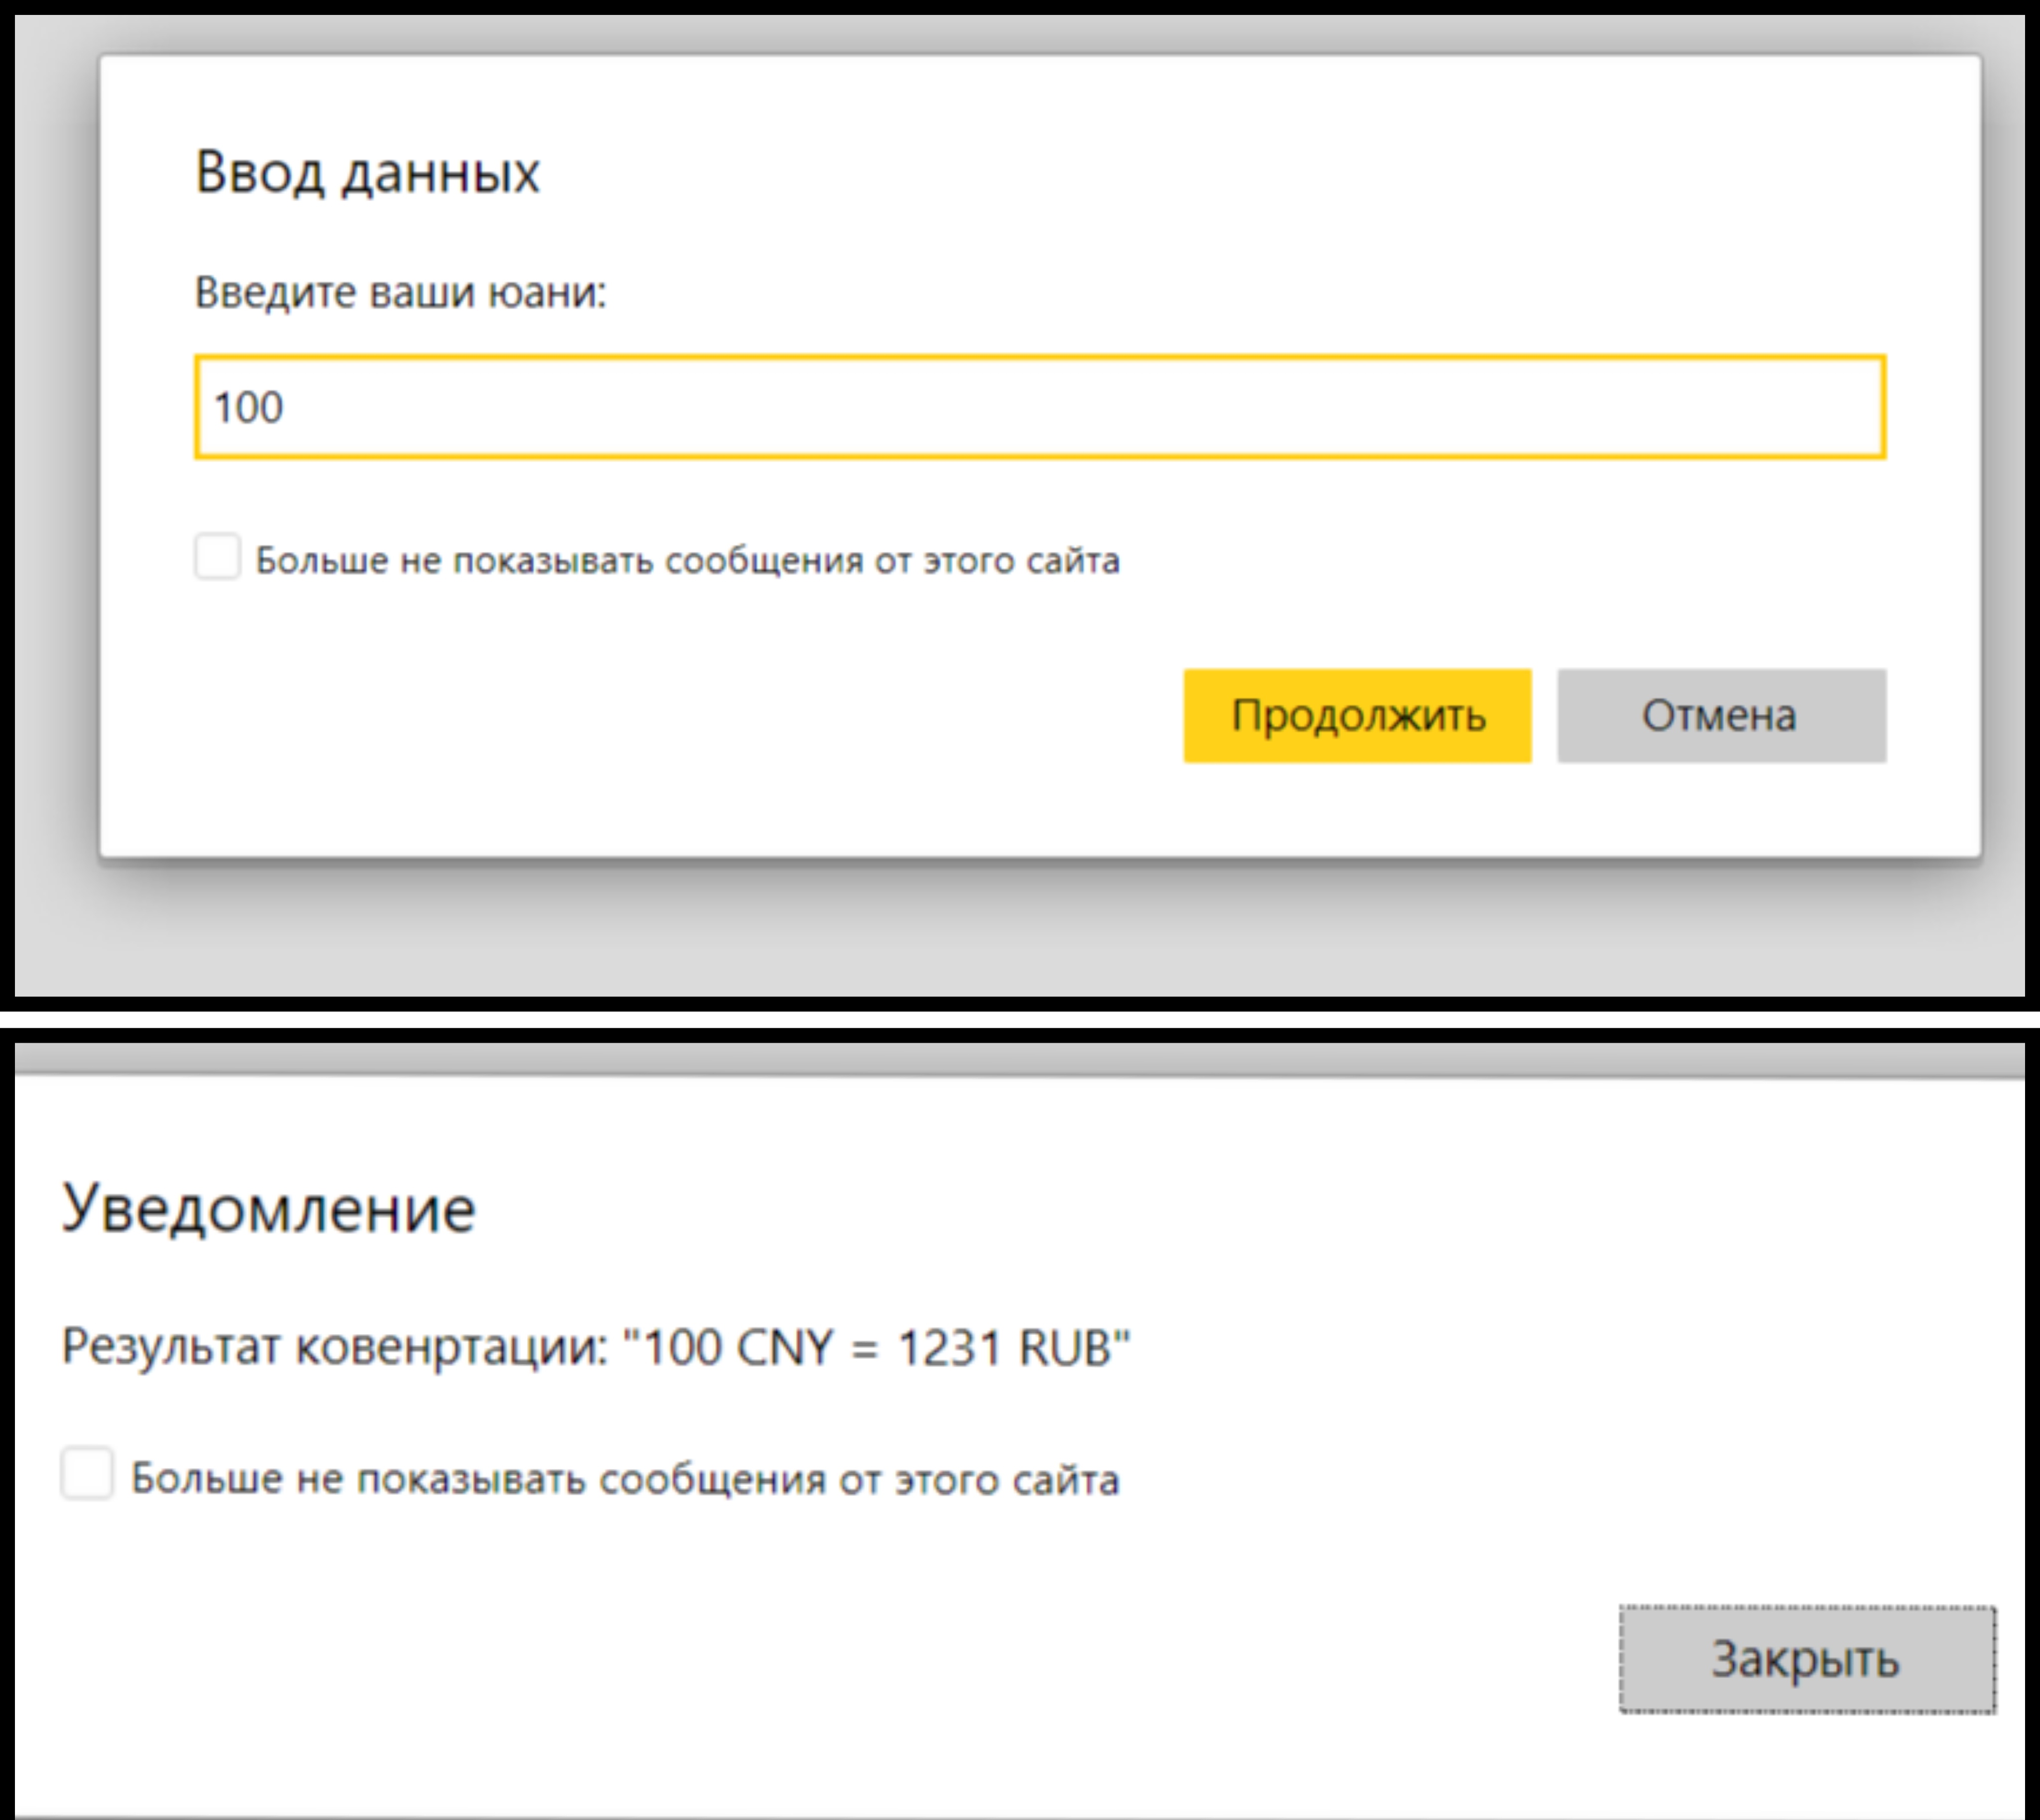 Ввод данных
Введите ваши юани:
100
Больше не показывать сообщения от этого сайта
Продолжить Отмена
Уведомление
Результат ковенртации: "100 CNY = 1231 RUB"
Больше не показывать сообщения от этого сайта
Закрыть